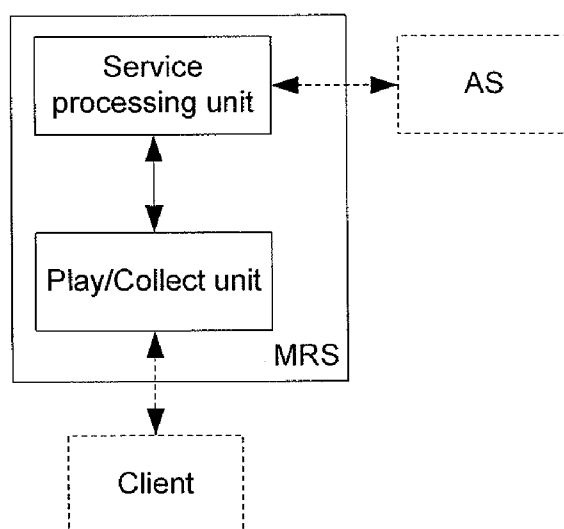 Service
processing unit
AS
Play/Collect unit
MRS
Client